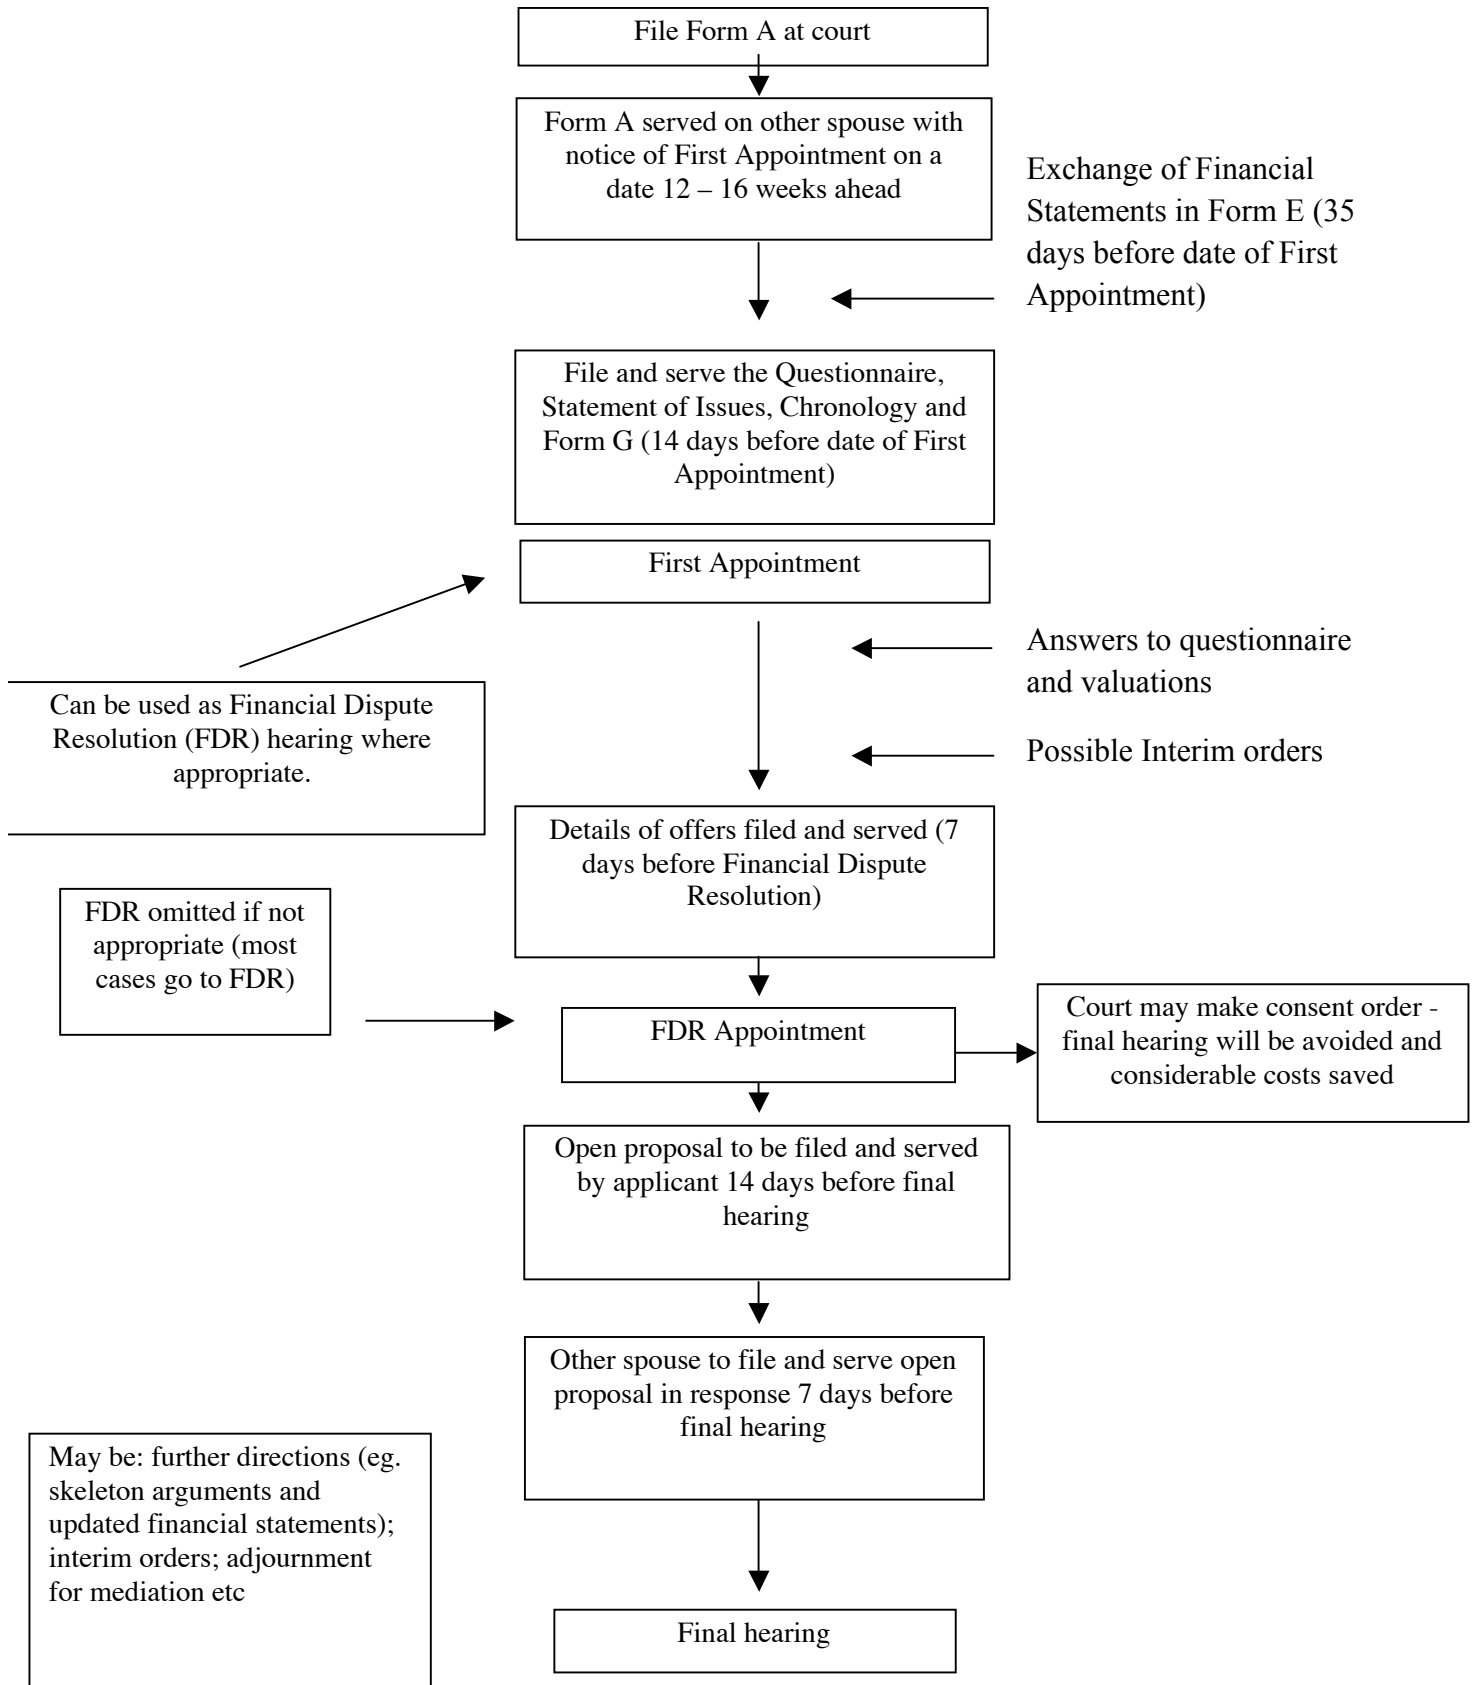 File Form A at court
Form A served on other spouse with
notice of First Appointment on a
date 12 – 16 weeks ahead
Exchange of Financial
Statements in Form E (35
days before date of First
Appointment)
File and serve the Questionnaire,
Statement of Issues, Chronology and
Form G (14 days before date of First
Appointment)
First Appointment
Answers to questionnaire
and valuations
Can be used as Financial Dispute
Resolution (FDR) hearing where
appropriate.
Possible Interim orders
Details of offers filed and served (7
days before Financial Dispute
Resolution)
FDR omitted if not
appropriate (most
cases go to FDR)
FDR Appointment
Court may make consent order -
final hearing will be avoided and
considerable costs saved
Open proposal to be filed and served
by applicant 14 days before final
hearing
Other spouse to file and serve open
proposal in response 7 days before
final hearing
May be: further directions (eg.
skeleton arguments and
updated financial statements);
interim orders; adjournment
for mediation etc
Final hearing